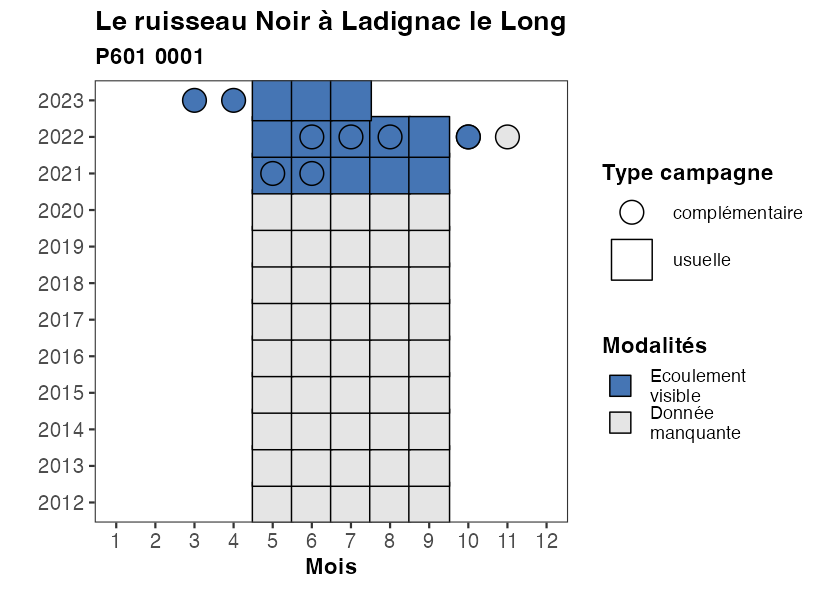 Le ruisseau Noir à Ladignac le Long
P601 0001
2023
2022
2021
2020
2019
2018
2017
2016
2015
2014
2013
2012
1 2 3 4 5 6 7 8 9 10 11 12
Mois
Type campagne
complémentaire
usuelle
Modalités
Ecoulement
visible
Donnée
manquante